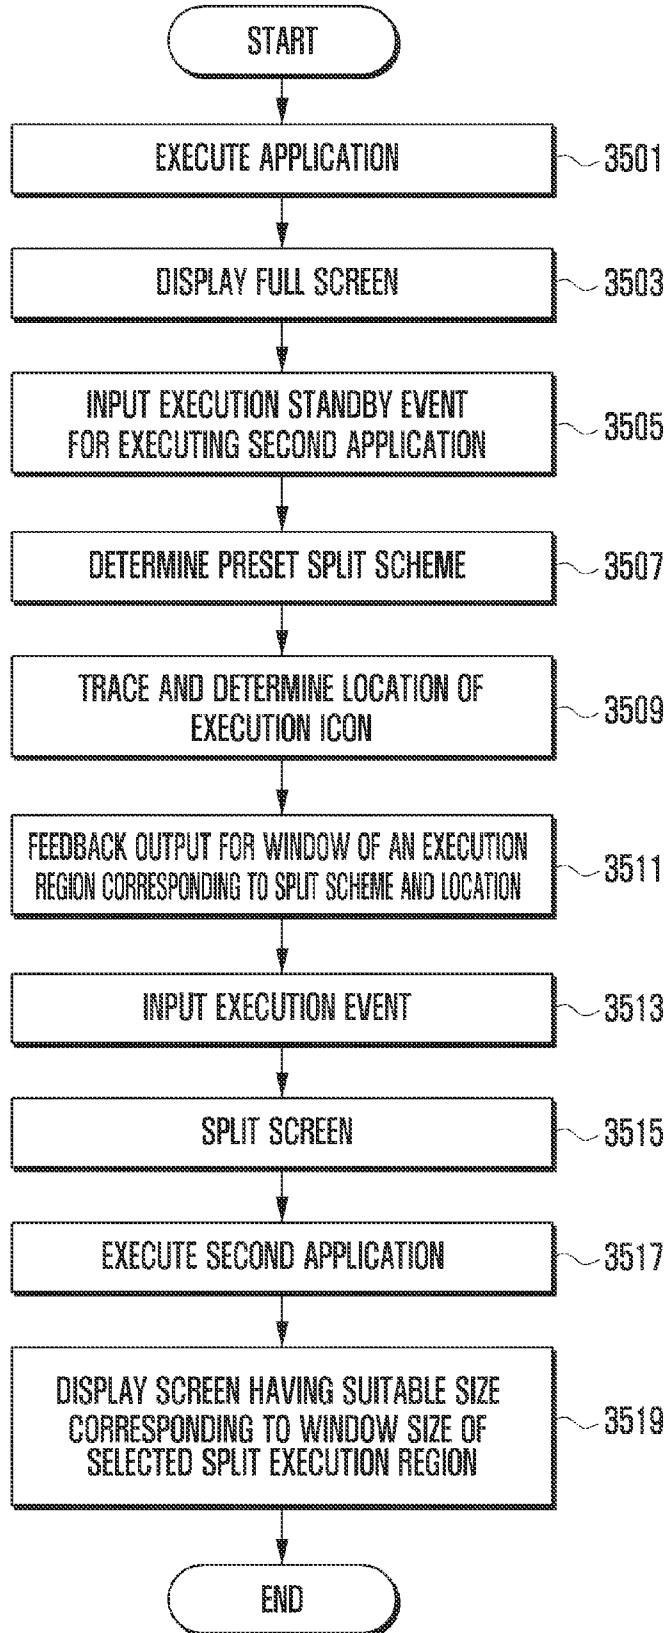 START
EXECUTE APPLICATION
3501
DISPLAY FULL SCREEN
3503
INPUT EXECUTION STANDBY EVENT
FOR EXECUTING SECOND APPLICATION
3505
DETERMINE PRESET SPLIT SCHEME
3507
TRACE AND DETERMINE LOCATION OF
EXECUTION ICON
3509
FEEDBACK OUTPUT FOR WINDOW OF AN EXECUTION
REGION CORRESPONDING TO SPLIT SCHEME AND LOCATION
3511
INPUT EXECUTION EVENT
3513
SPLIT SCREEN
3515
EXECUTE SECOND APPLICATION
3517
DISPLAY SCREEN HAVING SUITABLE SIZE
CORRESPONDING TO WINDOW SIZE OF
SELECTED SPLIT EXECUTION REGION
3519
END